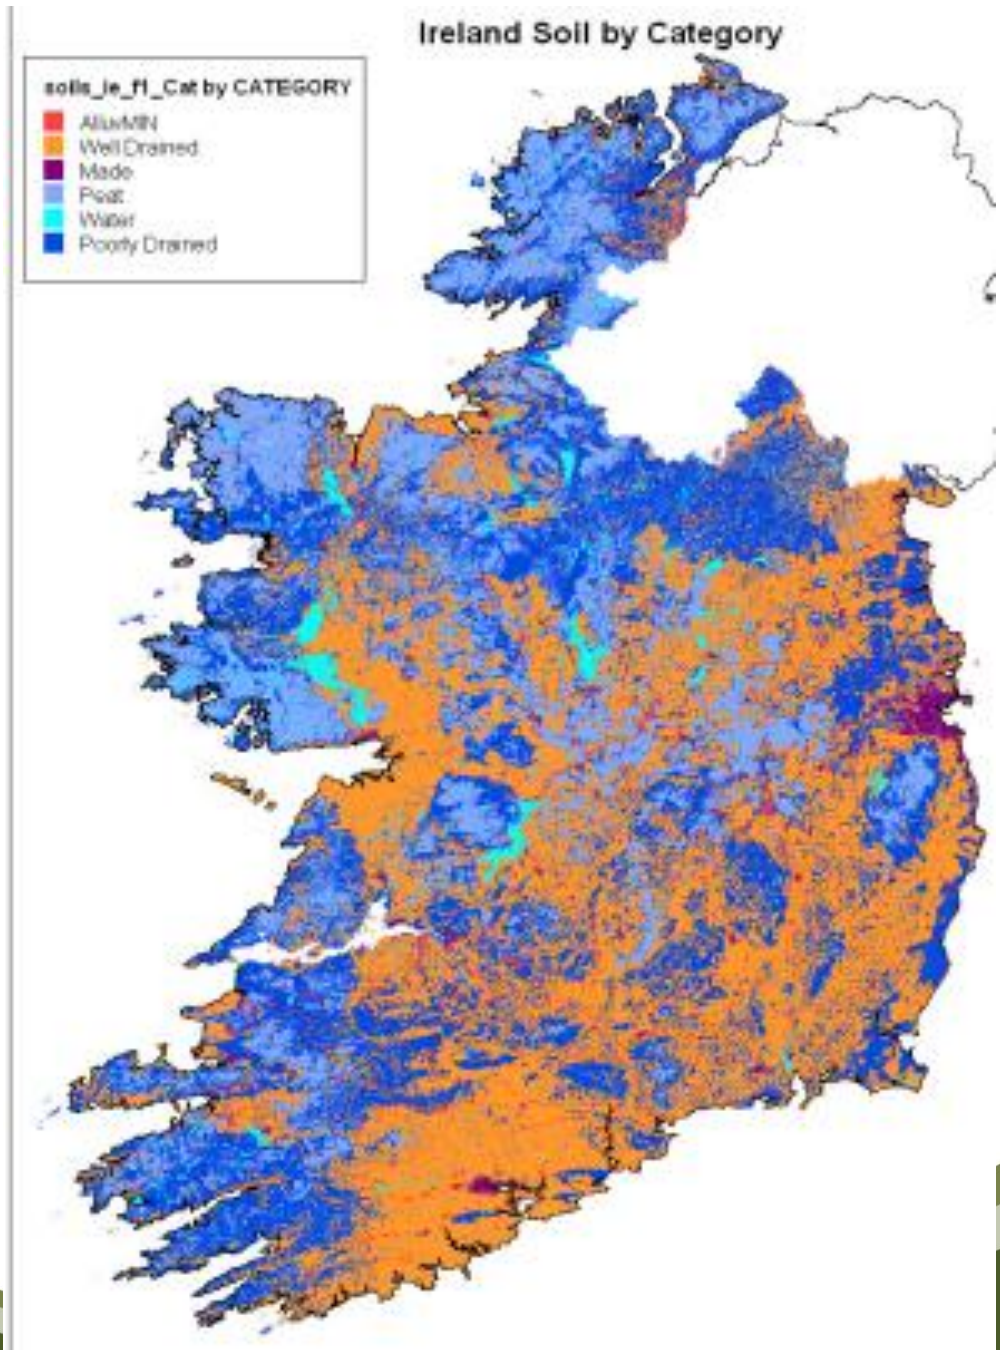 Ireland Soil by Category
soils_ie_f1_Cat by CATEGORY
AlluvMIN
Well Drained
Made
Peat
Water
Poorly Drained